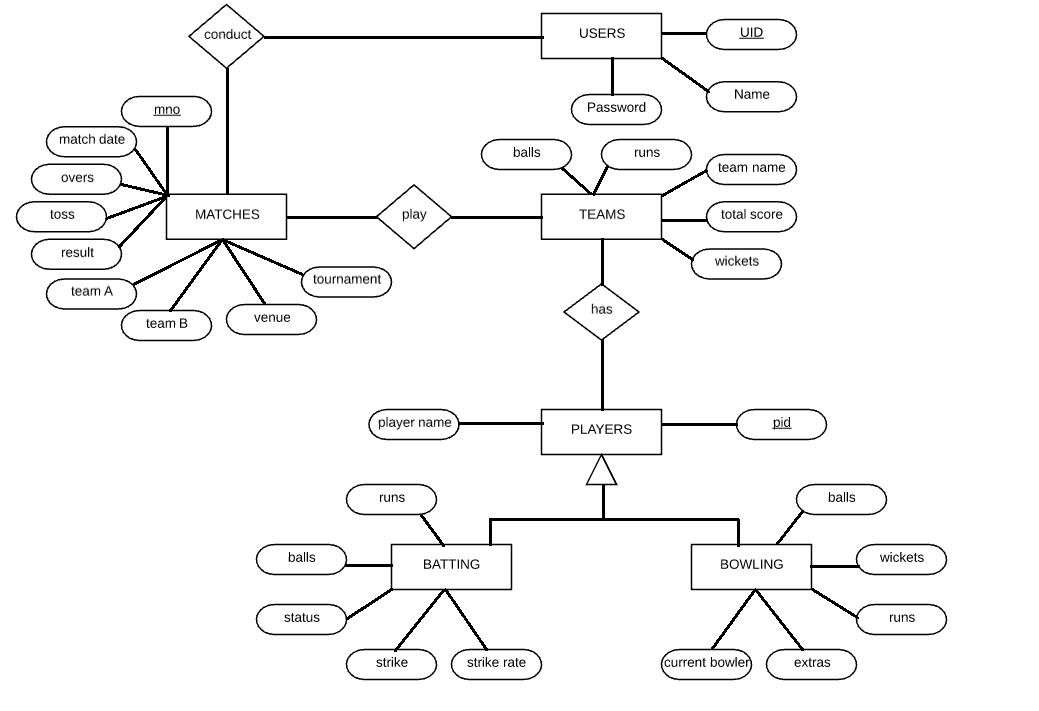 conduct
USERS
UID
Name
Password
mno
match date
overs
toss
result
MATCHES
team A
team B
venue
tournament
play
balls
runs
TEAMS
team name
total score
wickets
has
player name
PLAYERS
pid
runs
balls
status
BATTING
strike
strike rate
balls
BOWLING
wickets
runs
current bowler
extras